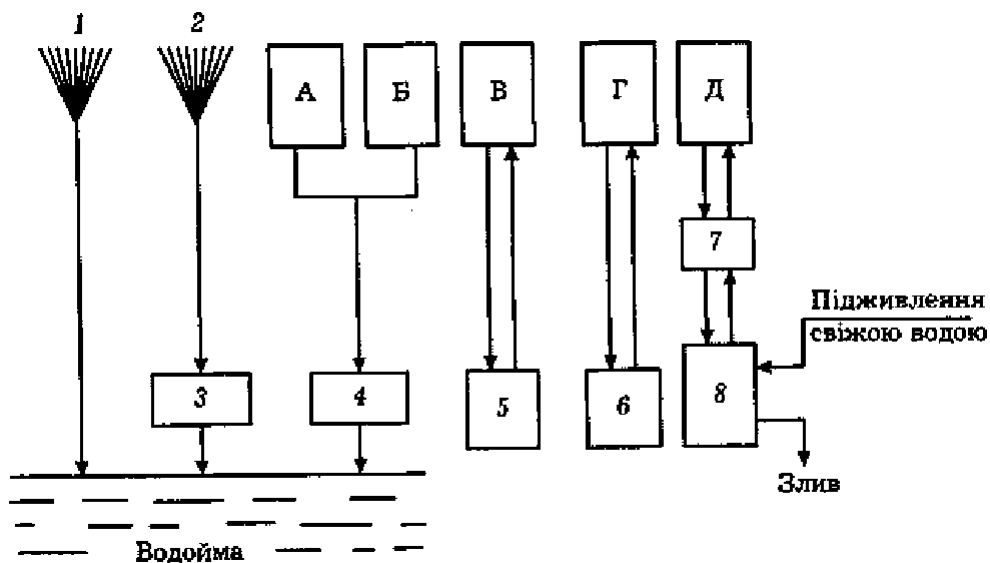 1 2
А Б В Г Д
7
Підживлення
свіжою водою
3 4 5 6 8
Злив
Водойма